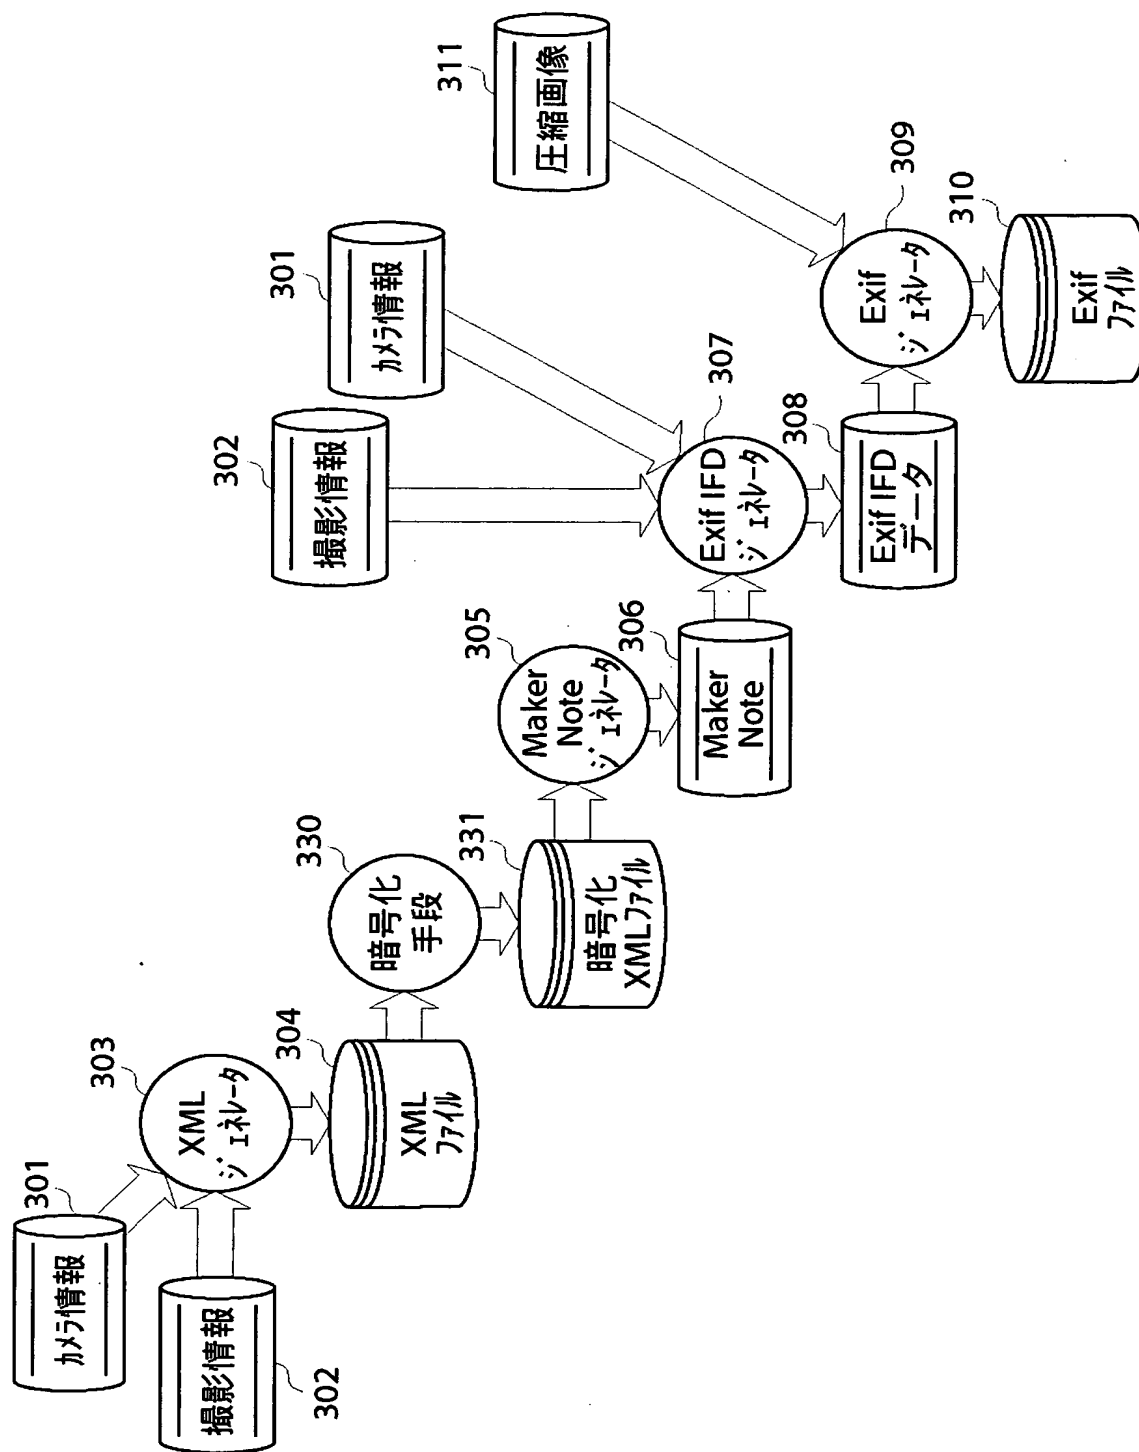 301
カメラ情報
撮影情報
302
303
XML
ジェネレータ
304
XML
ファイル
330
暗号化
手段
331
暗号化
XMLファイル
305
Maker
Note
ジェネレータ
306
Maker
Note
302
撮影情報
301
カメラ情報
307
Exif IFD
ジェネレータ
308
Exif IFD
データ
311
圧縮画像
309
Exif
ジェネレータ
310
Exif
ファイル